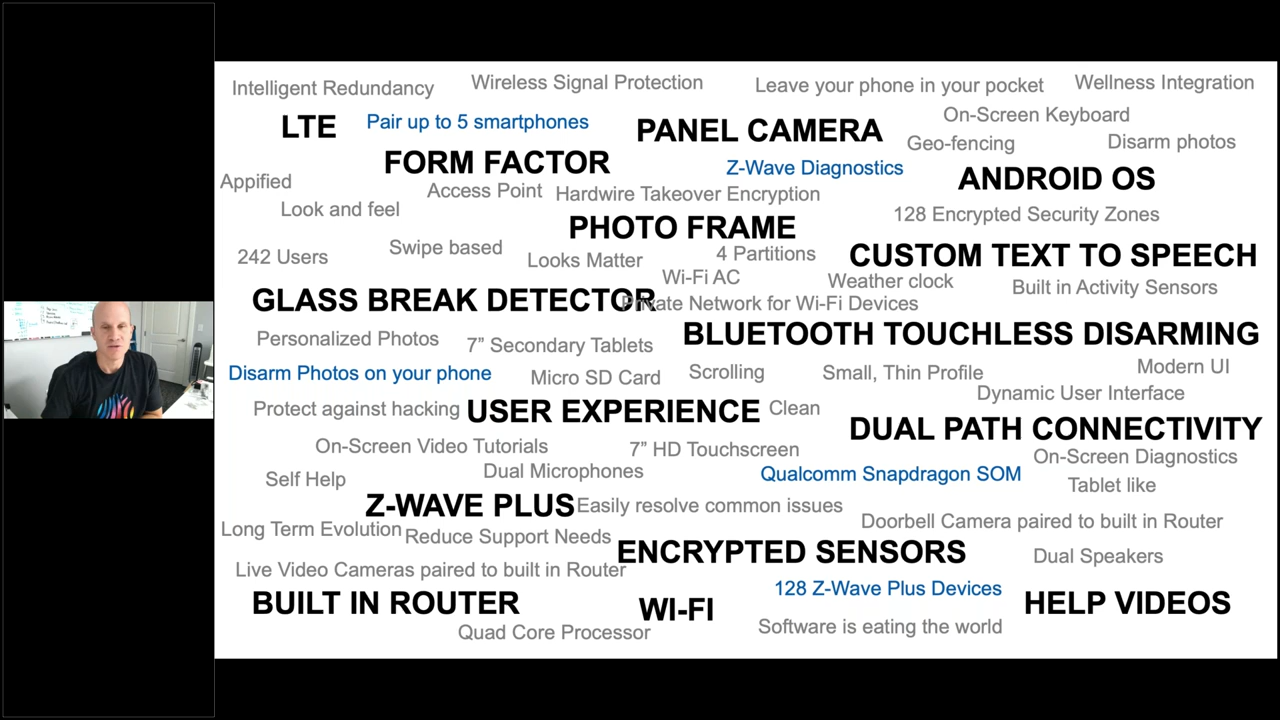 Intelligent Redundancy
Wireless Signal Protection
Leave your phone in your pocket
Wellness Integration
LTE
Pair up to 5 smartphones
PANEL CAMERA
On-Screen Keyboard
Geo-fencing
Disarm photos
FORM FACTOR
Z-Wave Diagnostics
ANDROID OS
Appified
Access Point
Hardwire Takeover Encryption
Look and feel
128 Encrypted Security Zones
PHOTO FRAME
242 Users
Swipe based
Looks Matter
4 Partitions
CUSTOM TEXT TO SPEECH
Wi-Fi AC
Weather clock
Built in Activity Sensors
GLASS BREAK DETECTOR
Private Network for Wi-Fi Devices
Personalized Photos
7” Secondary Tablets
BLUETOOTH TOUCHLESS DISARMING
Disarm Photos on your phone
Micro SD Card
Scrolling
Small, Thin Profile
Modern UI
Dynamic User Interface
Protect against hacking
USER EXPERIENCE
Clean
DUAL PATH CONNECTIVITY
On-Screen Video Tutorials
7” HD Touchscreen
On-Screen Diagnostics
Self Help
Dual Microphones
Qualcomm Snapdragon SOM
Tablet like
Z-WAVE PLUS
Easily resolve common issues
Long Term Evolution
Reduce Support Needs
Doorbell Camera paired to built in Router
ENCRYPTED SENSORS
Dual Speakers
Live Video Cameras paired to built in Router
128 Z-Wave Plus Devices
BUILT IN ROUTER
WI-FI
HELP VIDEOS
Quad Core Processor
Software is eating the world